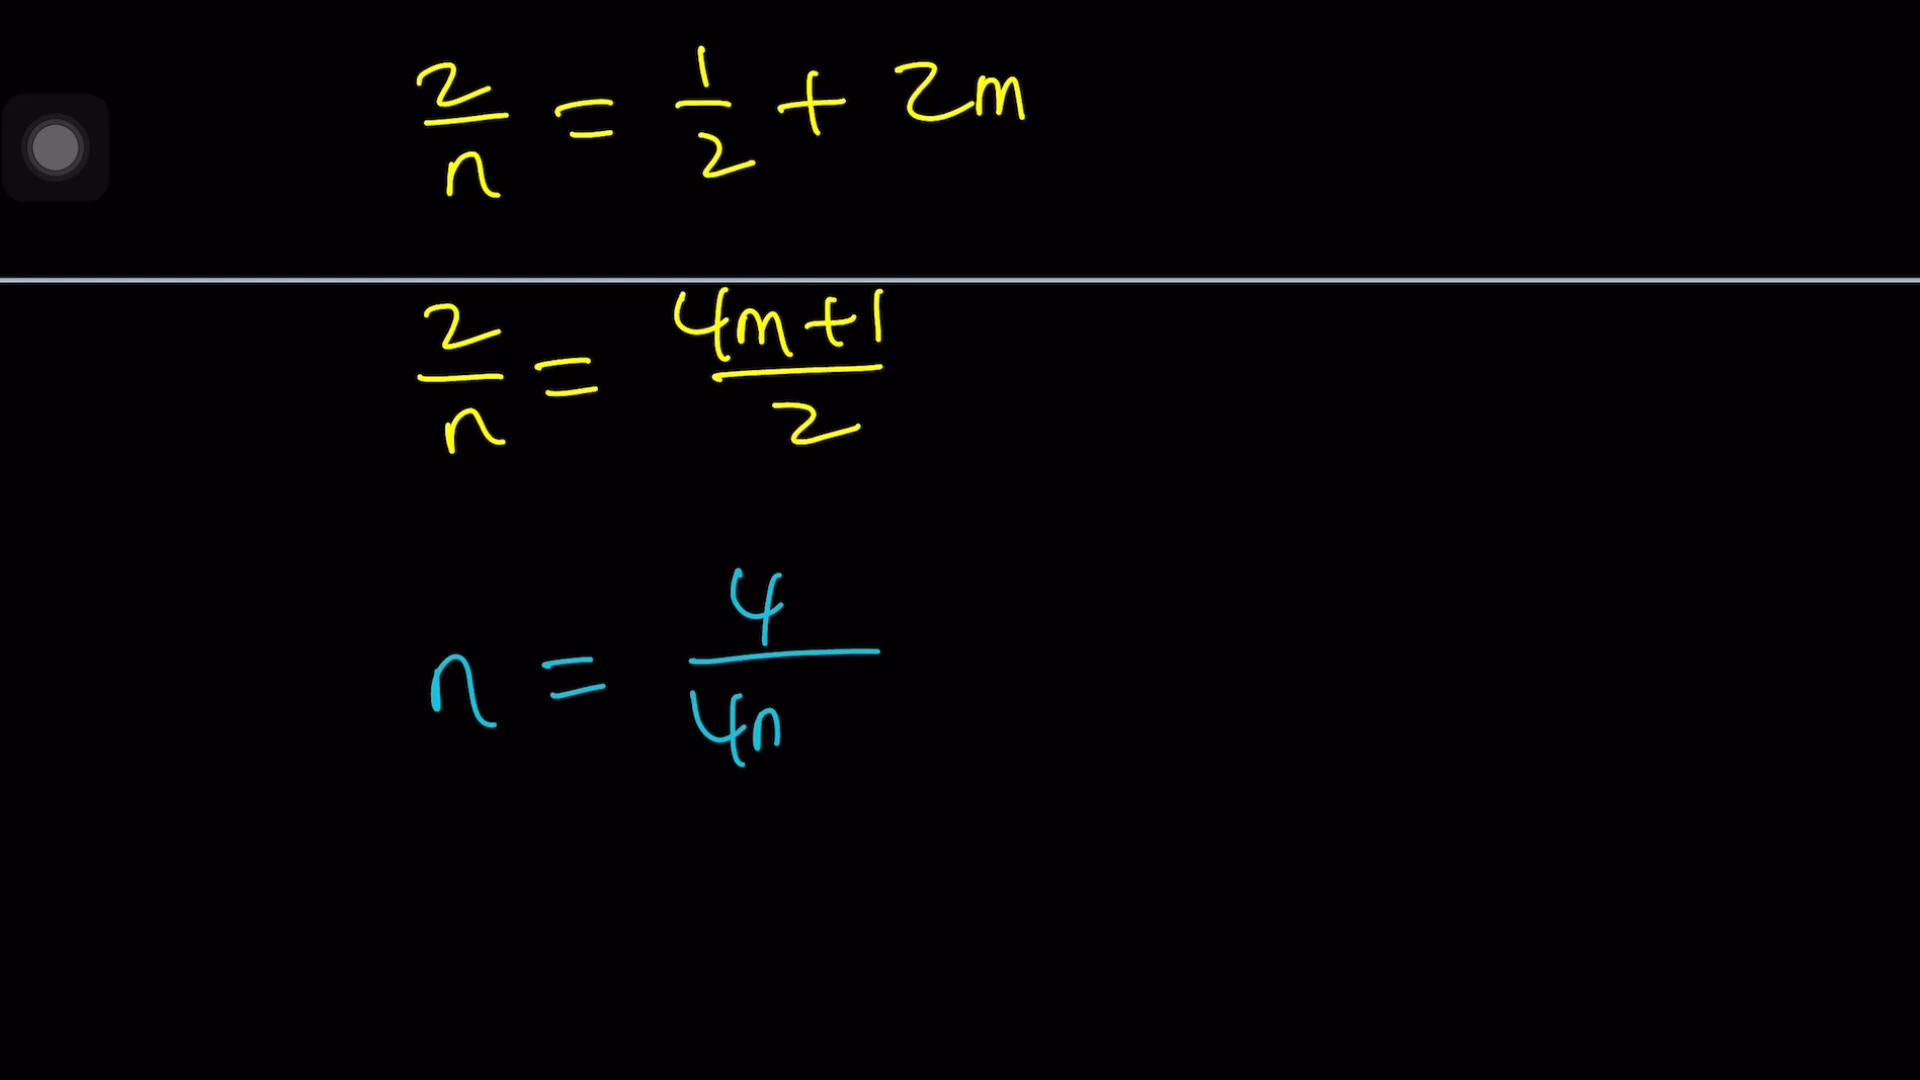 2/n = 1/2 + 2m
2/n = 4m+1/2
n = 4/4n